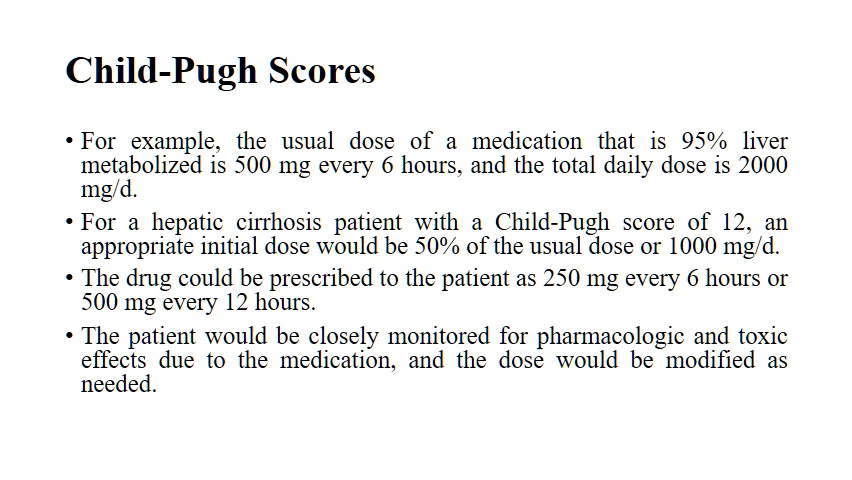 Child-Pugh Scores
• For example, the usual dose of a medication that is 95% liver
metabolized is 500 mg every 6 hours, and the total daily dose is 2000
mg/d.
• For a hepatic cirrhosis patient with a Child-Pugh score of 12, an
appropriate initial dose would be 50% of the usual dose or 1000 mg/d.
• The drug could be prescribed to the patient as 250 mg every 6 hours or
500 mg every 12 hours.
• The patient would be closely monitored for pharmacologic and toxic
effects due to the medication, and the dose would be modified as
needed.